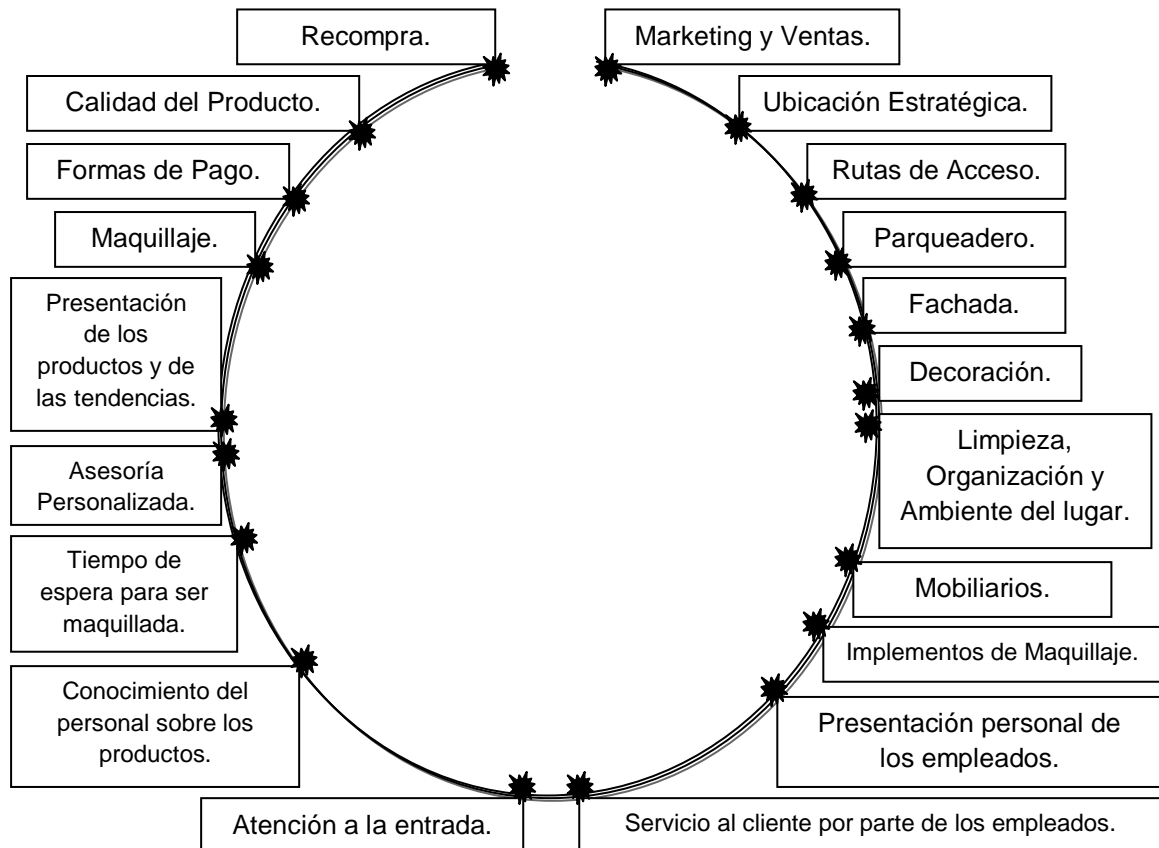 Recompra.
Marketing y Ventas.
Calidad del Producto.
Ubicación Estratégica.
Formas de Pago.
Rutas de Acceso.
Maquillaje.
Parqueadero.
Presentación
de los
productos y de
las tendencias.
Fachada.
Decoración.
Limpieza,
Organización y
Ambiente del lugar.
Asesoría
Personalizada.
Tiempo de
espera para ser
maquillada.
Mobiliarios.
Implementos de Maquillaje.
Conocimiento del
personal sobre los
productos.
Presentación personal de
los empleados.
Atención a la entrada.
Servicio al cliente por parte de los empleados.